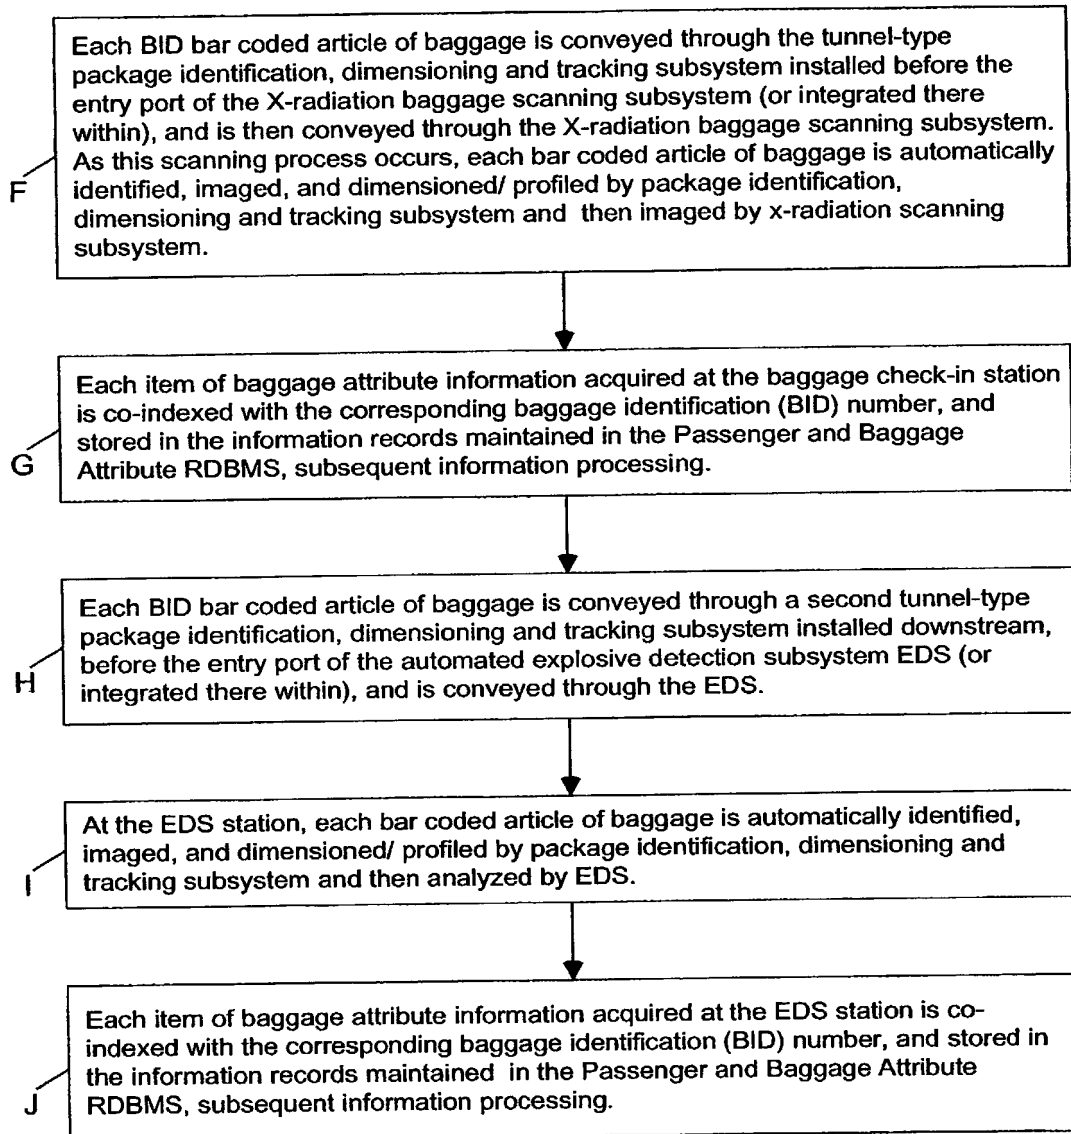 Each BID bar coded article of baggage is conveyed through the tunnel-type
package identification, dimensioning and tracking subsystem installed before the
entry port of the X-radiation baggage scanning subsystem (or integrated there
within), and is then conveyed through the X-radiation baggage scanning subsystem.
As this scanning process occurs, each bar coded article of baggage is automatically
identified, imaged, and dimensioned/ profiled by package identification,
dimensioning and tracking subsystem and then imaged by x-radiation scanning
subsystem.
F
Each item of baggage attribute information acquired at the baggage check-in station
is co-indexed with the corresponding baggage identification (BID) number, and
stored in the information records maintained in the Passenger and Baggage
Attribute RDBMS, subsequent information processing.
G
Each BID bar coded article of baggage is conveyed through a second tunnel-type
package identification, dimensioning and tracking subsystem installed downstream,
before the entry port of the automated explosive detection subsystem EDS (or
integrated there within), and is conveyed through the EDS.
H
At the EDS station, each bar coded article of baggage is automatically identified,
imaged, and dimensioned/ profiled by package identification, dimensioning and
tracking subsystem and then analyzed by EDS.
I
Each item of baggage attribute information acquired at the EDS station is co-
indexed with the corresponding baggage identification (BID) number, and stored in
the information records maintained in the Passenger and Baggage Attribute
RDBMS, subsequent information processing.
J